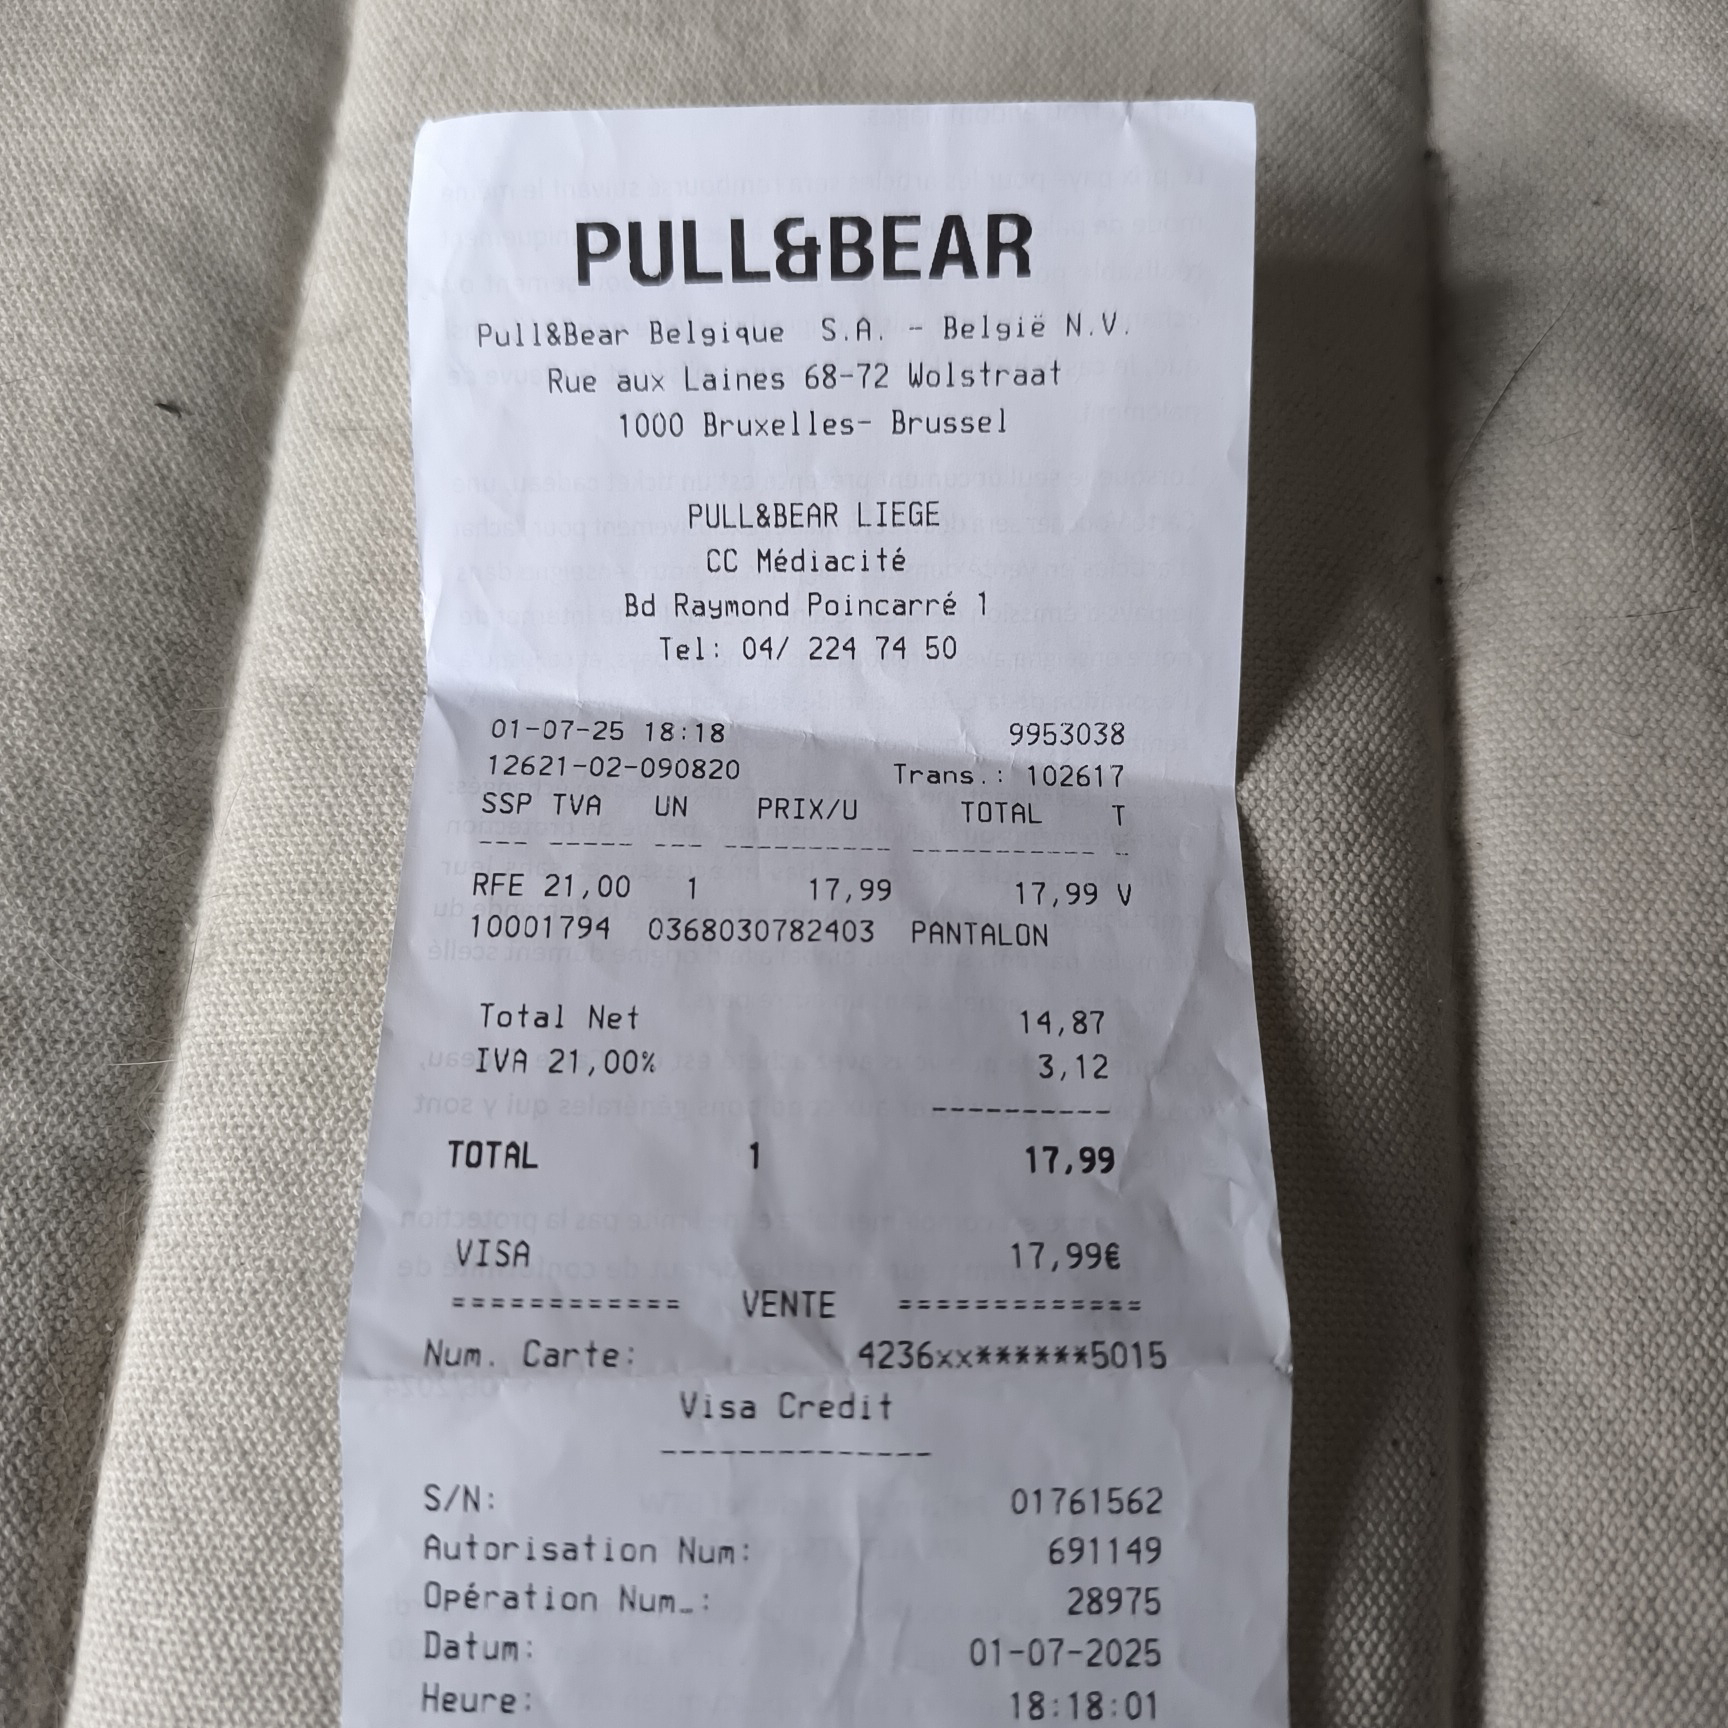 PULL&BEAR
Pull&Bear Belgique S.A. - België N.V.
Rue aux Laines 68-72 Wolstraat
1000 Bruxelles- Brussel
PULL&BEAR LIEGE
CC Médiacité
Bd Raymond Poincarré 1
Tel: 04/ 224 74 50
01-07-25 18:18 9953038
12621-02-090820 Trans.: 102617
SSP TVA UN PRIX/U TOTAL T
--- ----- --- ---------- ----------- -
RFE 21,00 1 17,99 17,99 V
10001794 0368030782403 PANTALON
Total Net 14,87
IVA 21,00% 3,12
-----------
TOTAL 1 17,99
VISA 17,99€
============ VENTE =============
Num. Carte: 4236xx******5015
Visa Credit
--------------
S/N: 01761562
Autorisation Num: 691149
Opération Num_: 28975
Datum: 01-07-2025
Heure: 18:18:01